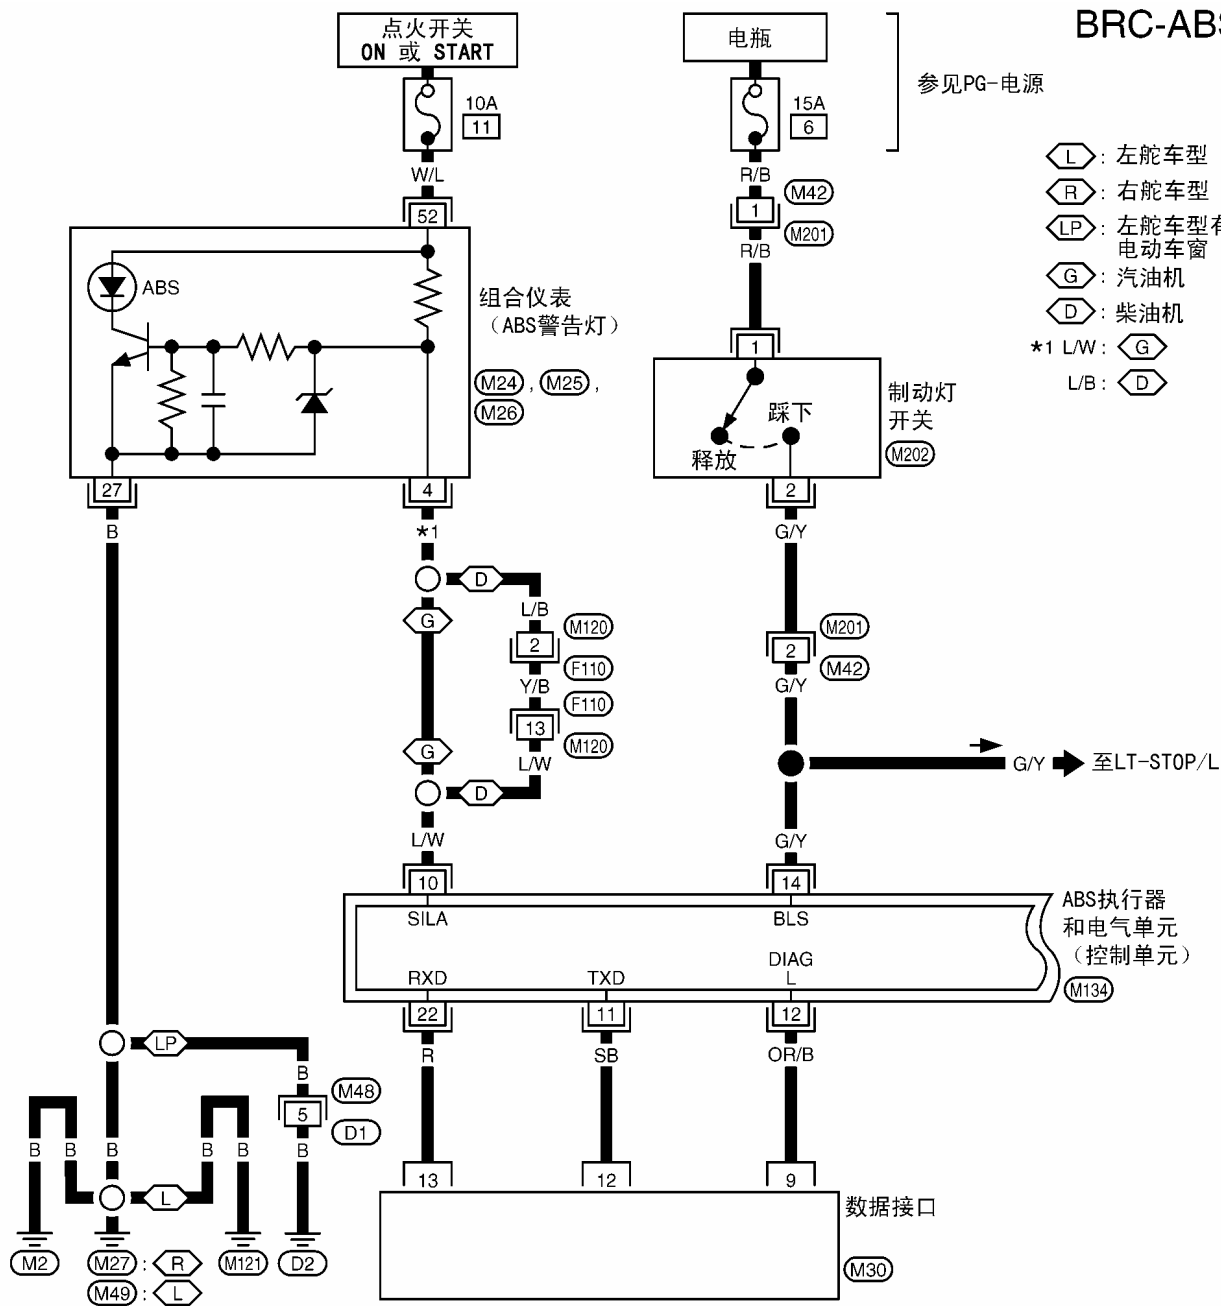 BRC-ABS
点火开关
ON 或 START
电瓶
参见PG-电源
10A
11
15A
6
W/L
R/B
52
1
M42
M201
R/B
L : 左舵车型
R : 右舵车型
LP : 左舵车型有
电动车窗
G : 汽油机
D : 柴油机
*1 L/W : G
L/B : D
ABS
组合仪表
（ABS警告灯）
M24 , M25 ,
M26
1
踩下
释放
制动灯
开关
M202
27
4
2
B
*1
G/Y
D
G
L/B
2
M120
F110
Y/B
F110
13
M120
L/W
G
D
L/W
M201
2
M42
G/Y
G/Y 至LT-STOP/L
G/Y
10
14
SILA
BLS
RXD
TXD
DIAG
L
ABS执行器
和电气单元
（控制单元）
M134
22
11
12
R
SB
OR/B
LP
B
5
M48
D1
B
B
B
B
B
B
B
L
M2
M27 : R
M49 : L
M121
D2
13
12
9
数据接口
M30